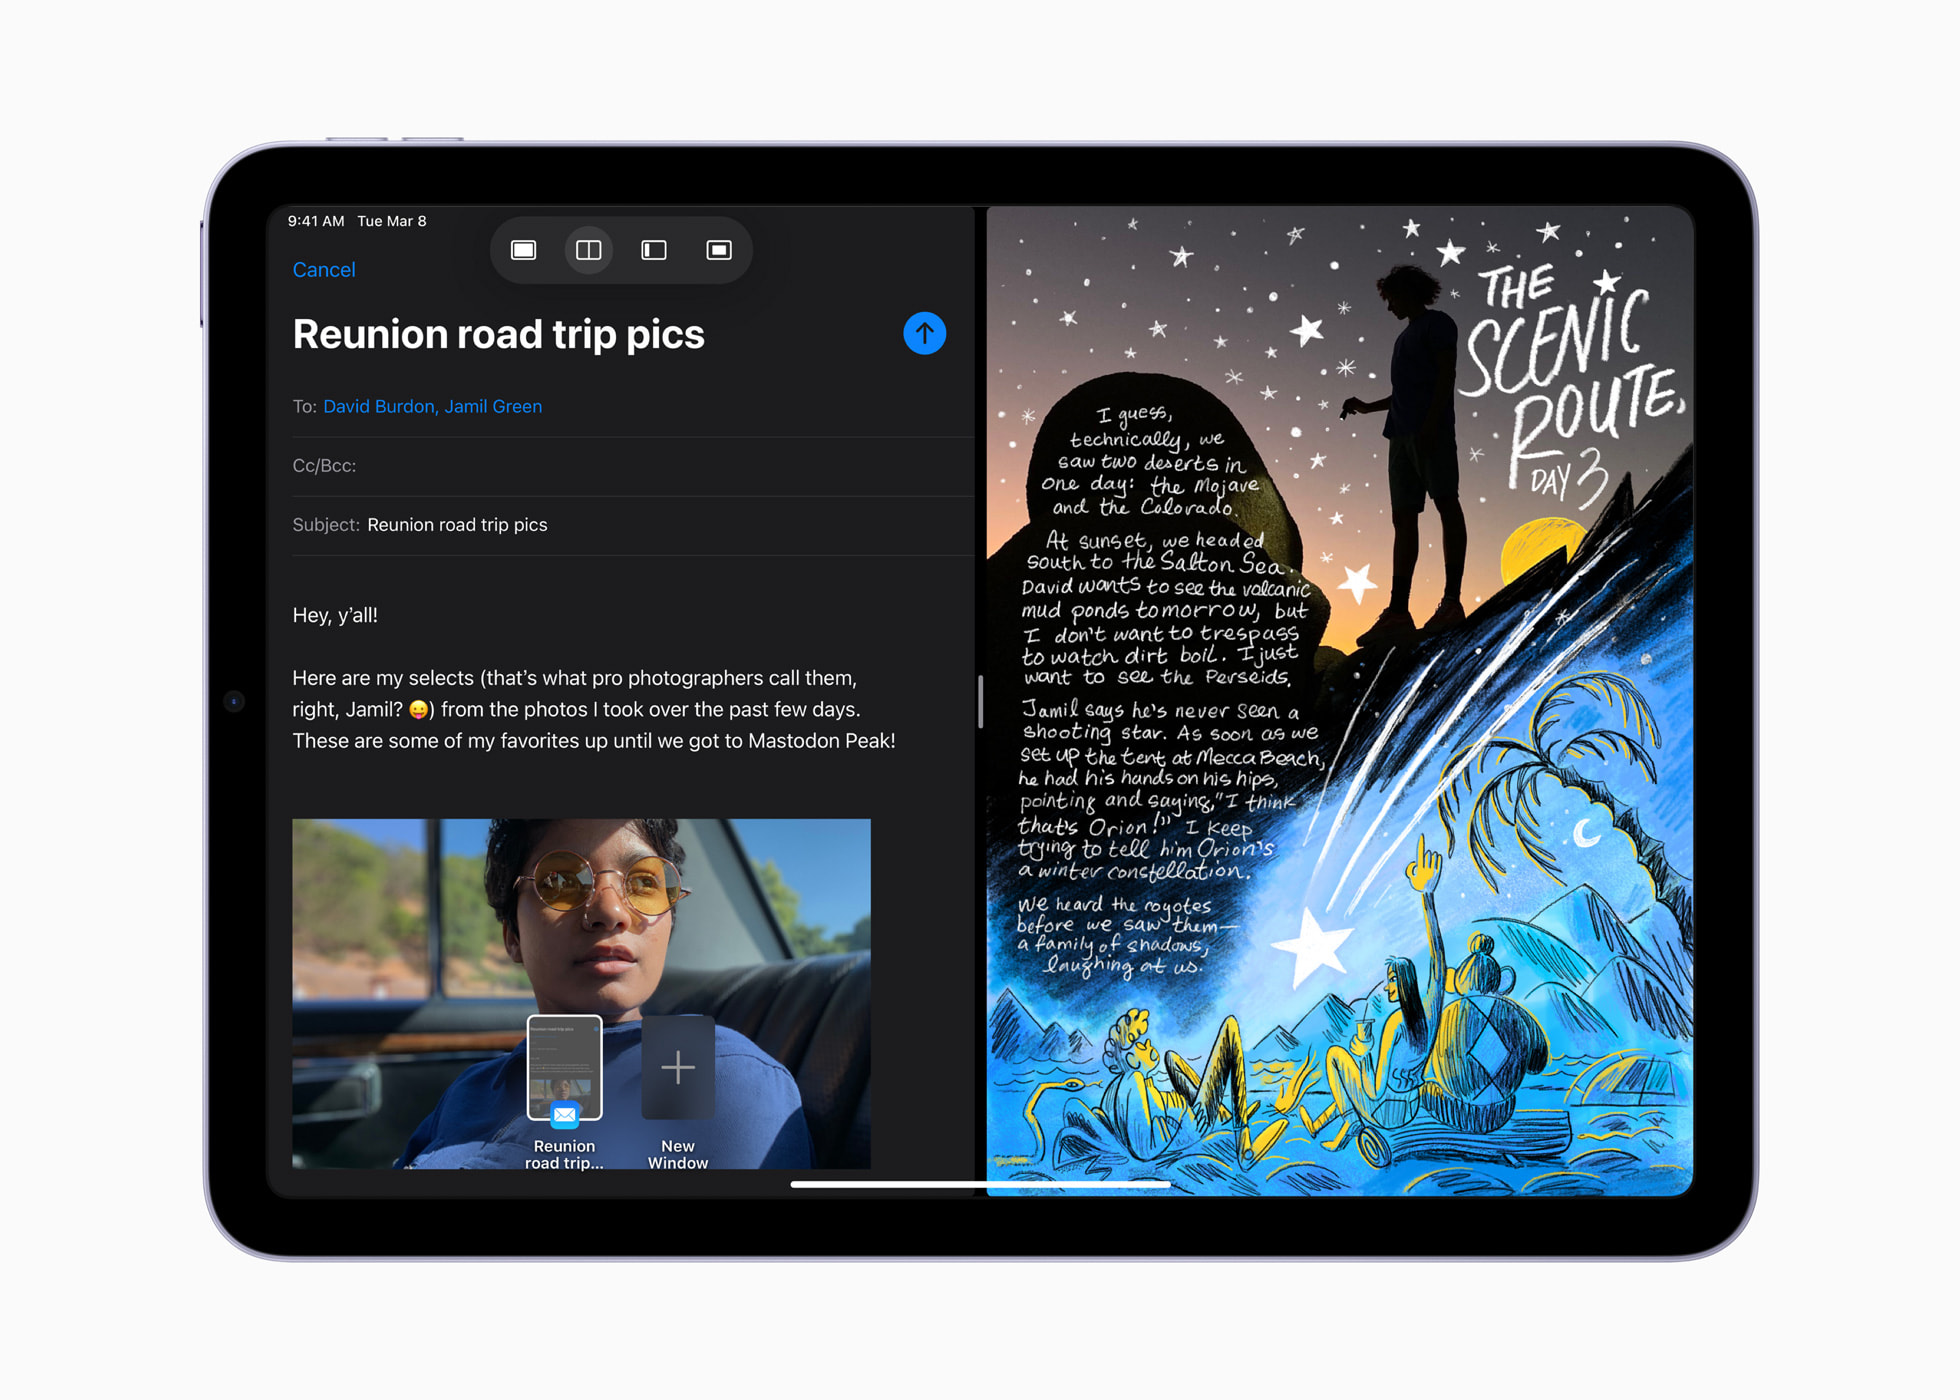 9:41 AM Tue Mar 8
Cancel
Reunion road trip pics
To: David Burdon, Jamil Green
Cc/Bcc:
Subject: Reunion road trip pics
Hey, y’all!
Here are my selects (that’s what pro photographers call them,
right, Jamil? 😛) from the photos I took over the past few days.
These are some of my favorites up until we got to Mastodon Peak!
Reunion road trip pics
Reunion
road trip...
New
Window
THE
SCENIC
ROUTE,
DAY 3
I guess,
technically, we
saw two deserts in
one day: the Mojave
and the Colorado.
At sunset, we headed
south to the Salton Sea.
David wants to see the volcanic
mud ponds tomorrow, but
I don't want to trespass
to watch dirt boil. I just
want to see the Perseids.
Jamil says he's never seen a
shooting star. As soon as we
set up the tent at Mecca Beach,
he had his hands on his hips,
pointing and saying, "I think
that's Orion!" I keep
trying to tell him Orion's
a winter constellation.
We heard the coyotes
before we saw them—
a family of shadows,
laughing at us.